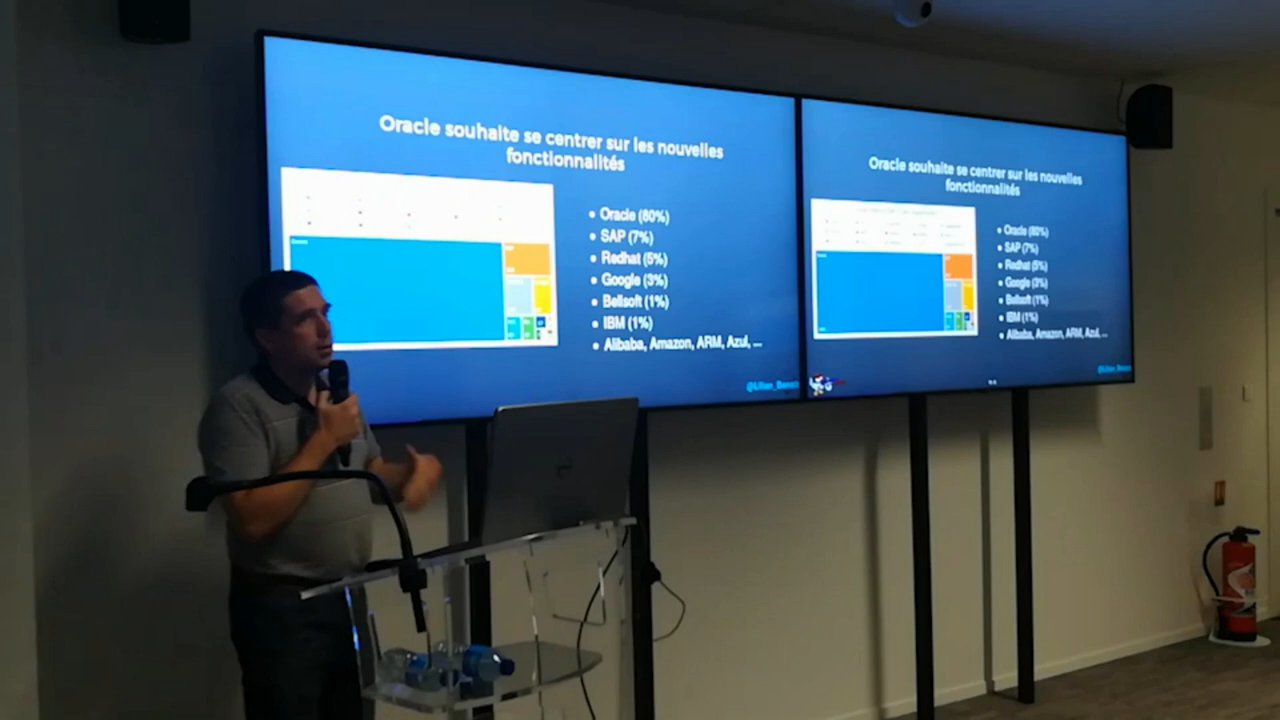 Oracle souhaite se centrer sur les nouvelles
fonctionnalités
• Oracle (80%)
• SAP (7%)
• Redhat (5%)
• Google (3%)
• Bellsoft (1%)
• IBM (1%)
• Alibaba, Amazon, ARM, Azul, ...
Oracle souhaite se centrer sur les nouvelles
fonctionnalités
• Oracle (80%)
• SAP (7%)
• Redhat (5%)
• Google (3%)
• Bellsoft (1%)
• IBM (1%)
• Alibaba, Amazon, ARM, Azul, ...